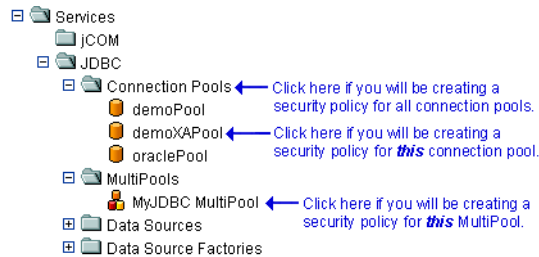 Services
jCOM
JDBC
Connection Pools
Click here if you will be creating a
security policy for all connection pools.
demoPool
demoXAPool
Click here if you will be creating a
security policy for this connection pool.
oraclePool
MultiPools
MyJDBC MultiPool
Click here if you will be creating a
security policy for this MultiPool.
Data Sources
Data Source Factories